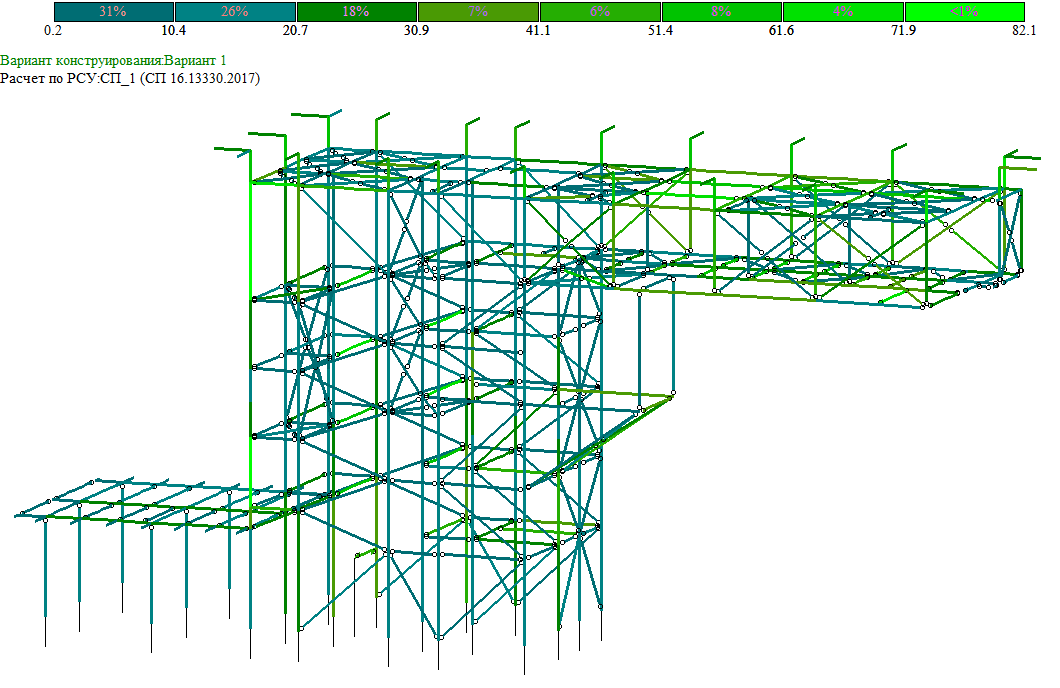 31% 26% 18% 7% 6% 8% 4% <1%
0.2 10.4 20.7 30.9 41.1 51.4 61.6 71.9 82.1
Вариант конструирования:Вариант 1
Расчет по РСУ:СП_1 (СП 16.13330.2017)